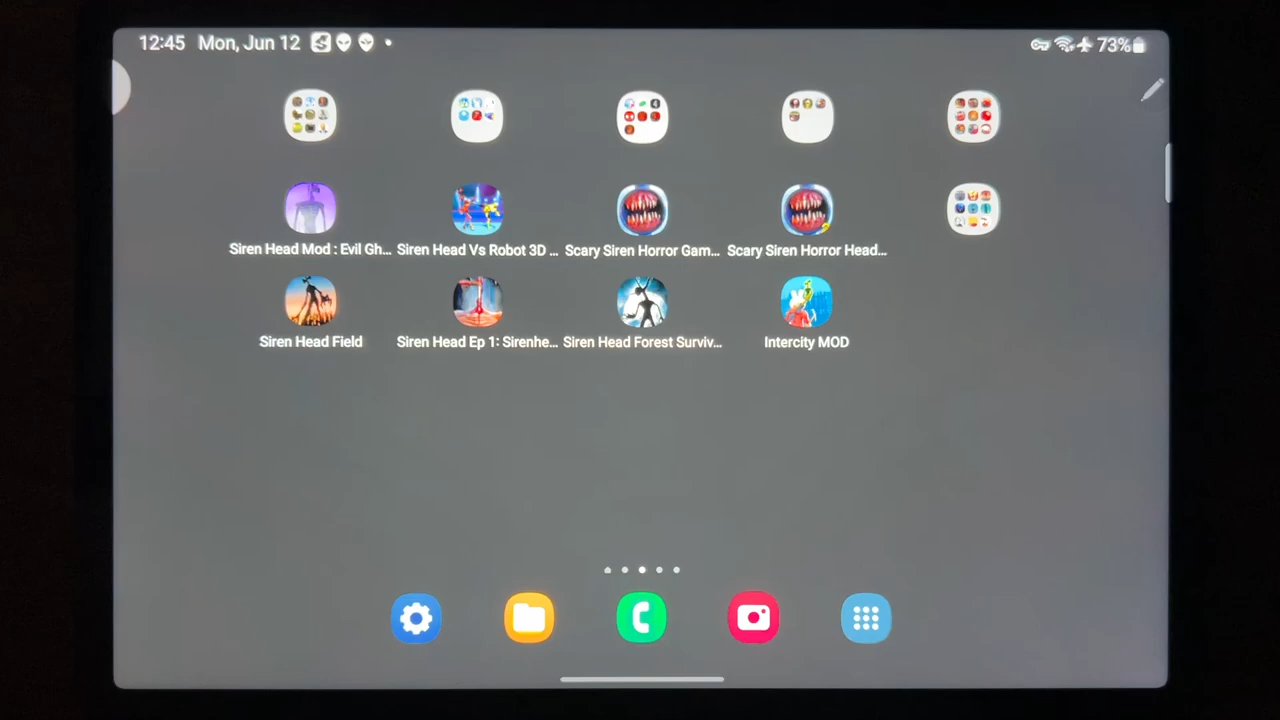 12:45 Mon, Jun 12 73%
Siren Head Mod : Evil Gh... Siren Head Vs Robot 3D ... Scary Siren Horror Gam... Scary Siren Horror Head...
Siren Head Field Siren Head Ep 1: Sirenhe... Siren Head Forest Surviv... Intercity MOD